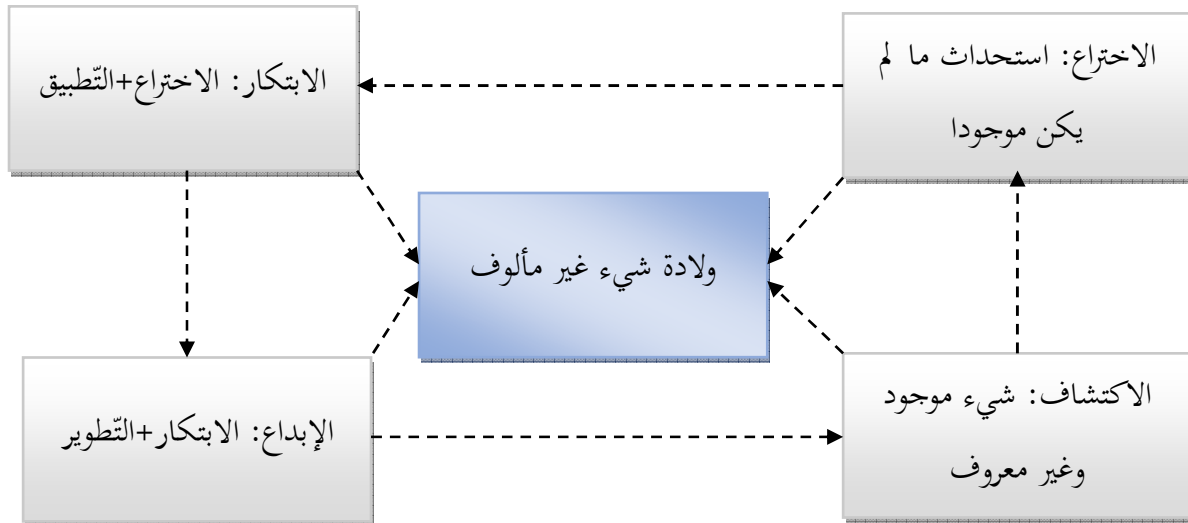 الاختراع: استحداث ما لم
يكن موجودا
الابتكار: الاختراع+التّطبيق
ولادة شيء غير مألوف
الاكتشاف: شيء موجود
وغير معروف
الإبداع: الابتكار+التّطوير